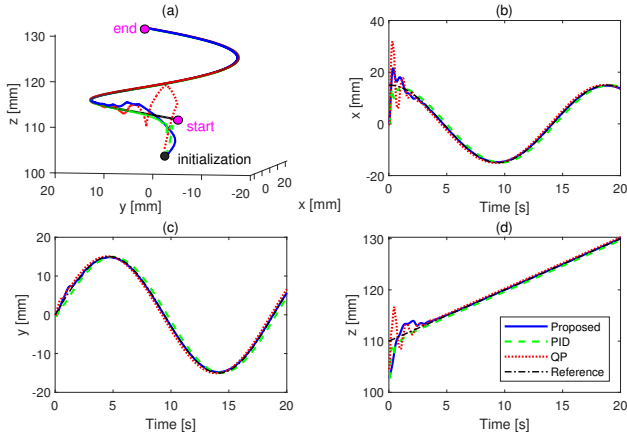 (a)
end
130
120
110
100
z [mm]
start
initialization
20
10
0
-10
-20
y [mm]
0
20
x [mm]
(b)
40
20
0
-20
x [mm]
0
5
10
15
20
Time [s]
(c)
20
10
0
-10
-20
y [mm]
0
5
10
15
20
Time [s]
(d)
130
120
110
100
z [mm]
Proposed
PID
QP
Reference
0
5
10
15
20
Time [s]